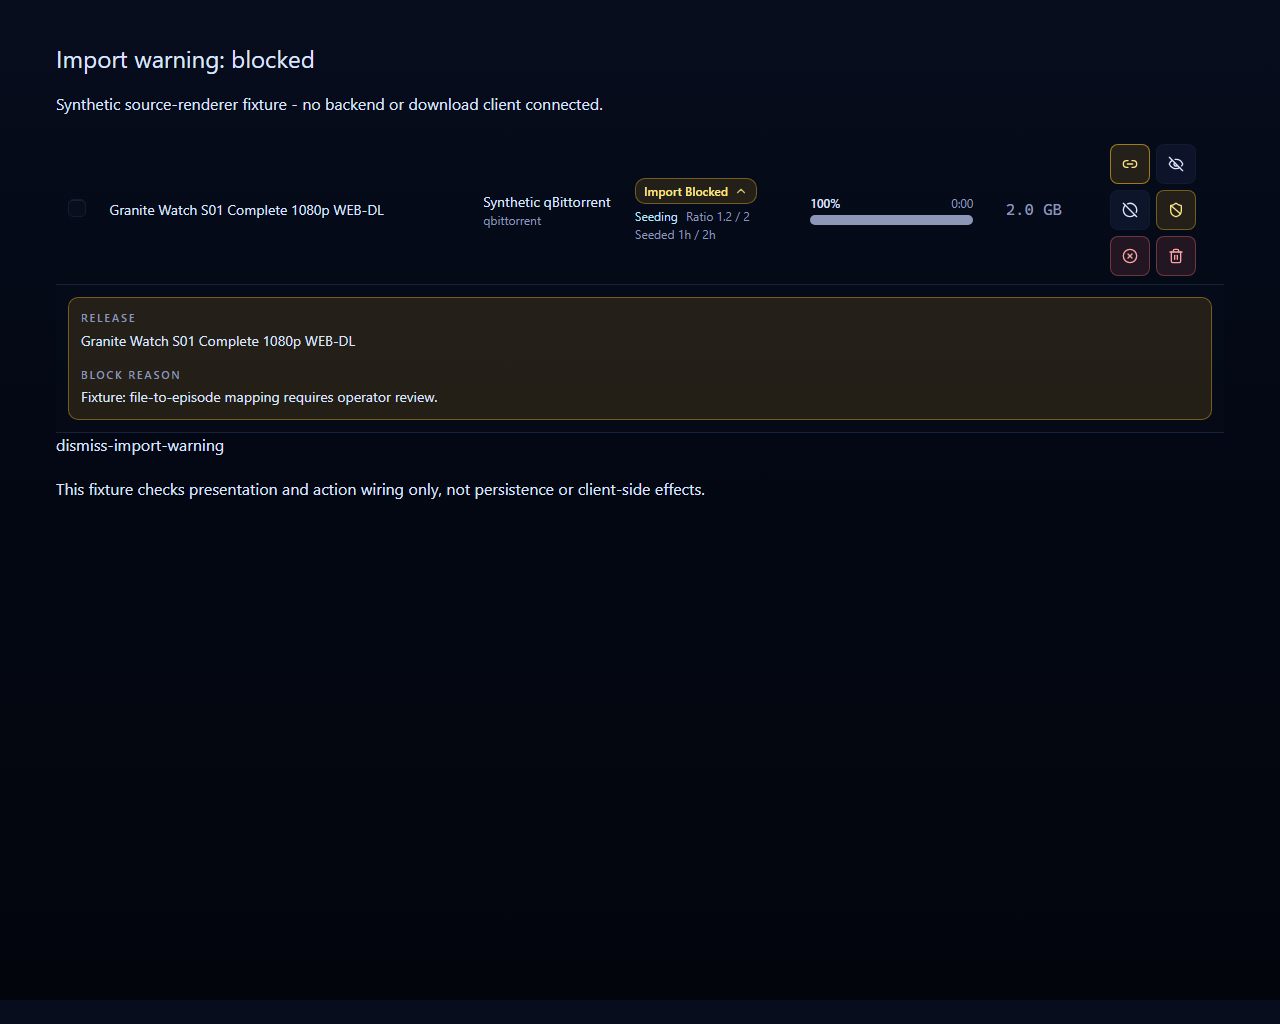 Import warning: blocked
Synthetic source-renderer fixture - no backend or download client connected.
Granite Watch S01 Complete 1080p WEB-DL
Synthetic qBittorrent
qbittorrent
Import Blocked
Seeding Ratio 1.2 / 2
Seeded 1h / 2h
100% 0:00
2.0 GB
RELEASE
Granite Watch S01 Complete 1080p WEB-DL
BLOCK REASON
Fixture: file-to-episode mapping requires operator review.
dismiss-import-warning
This fixture checks presentation and action wiring only, not persistence or client-side effects.